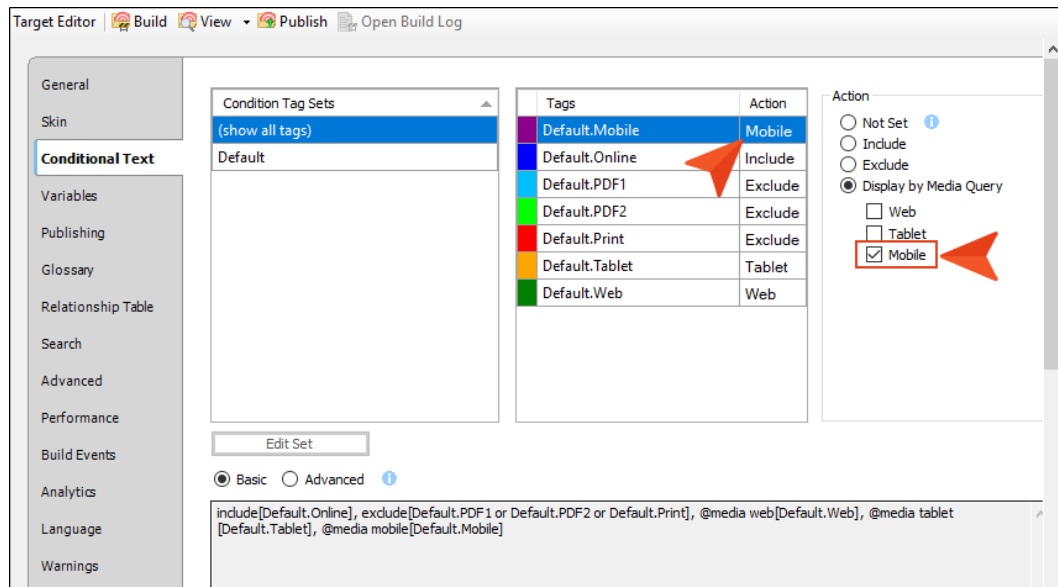 Target Editor Build View Publish Open Build Log
General
Skin
Conditional Text
Variables
Publishing
Glossary
Relationship Table
Search
Advanced
Performance
Build Events
Analytics
Language
Warnings
Condition Tag Sets
(show all tags)
Default
Tags Action
Default.Mobile Mobile
Default.Online Include
Default.PDF1 Exclude
Default.PDF2 Exclude
Default.Print Exclude
Default.Tablet Tablet
Default.Web Web
Action
Not Set
Include
Exclude
Display by Media Query
Web
Tablet
Mobile
Edit Set
Basic Advanced
include[Default.Online], exclude[Default.PDF1 or Default.PDF2 or Default.Print], @media web[Default.Web], @media tablet
[Default.Tablet], @media mobile[Default.Mobile]